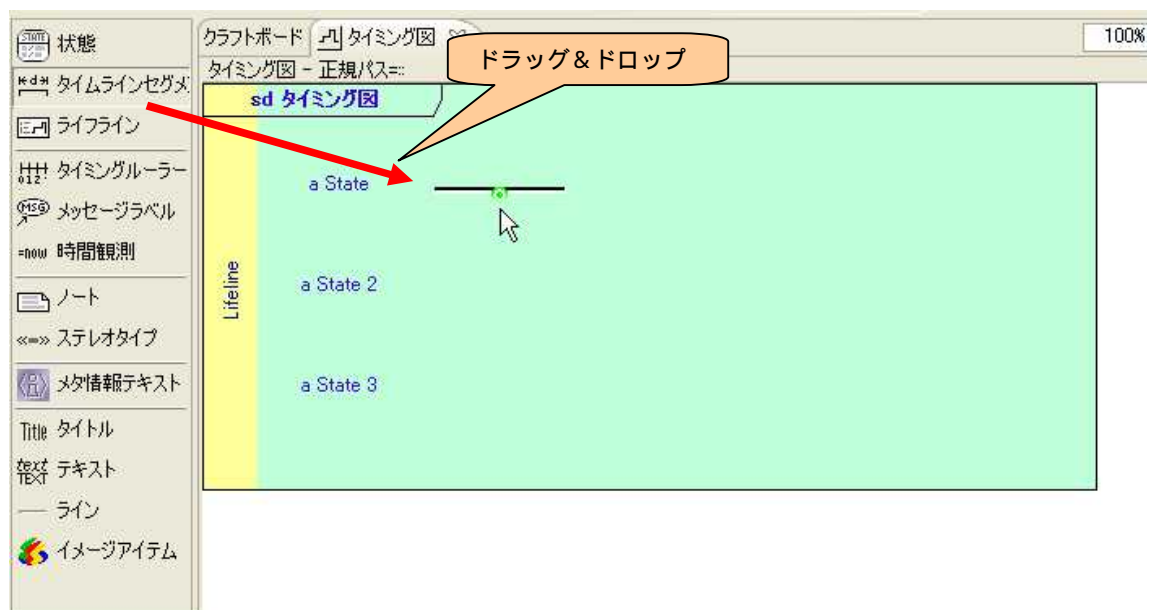 状態
タイムラインセグメ
ライフライン
タイミングルーラー
メッセージラベル
=now 時間観測
ノート
«=» ステレオタイプ
メタ情報テキスト
Title タイトル
text TEXT テキスト
ライン
イメージアイテム
クラフトボード タイミング図
100%
タイミング図 - 正規パス=::
ドラッグ&ドロップ
sd タイミング図
a State
a State 2
a State 3
Lifeline